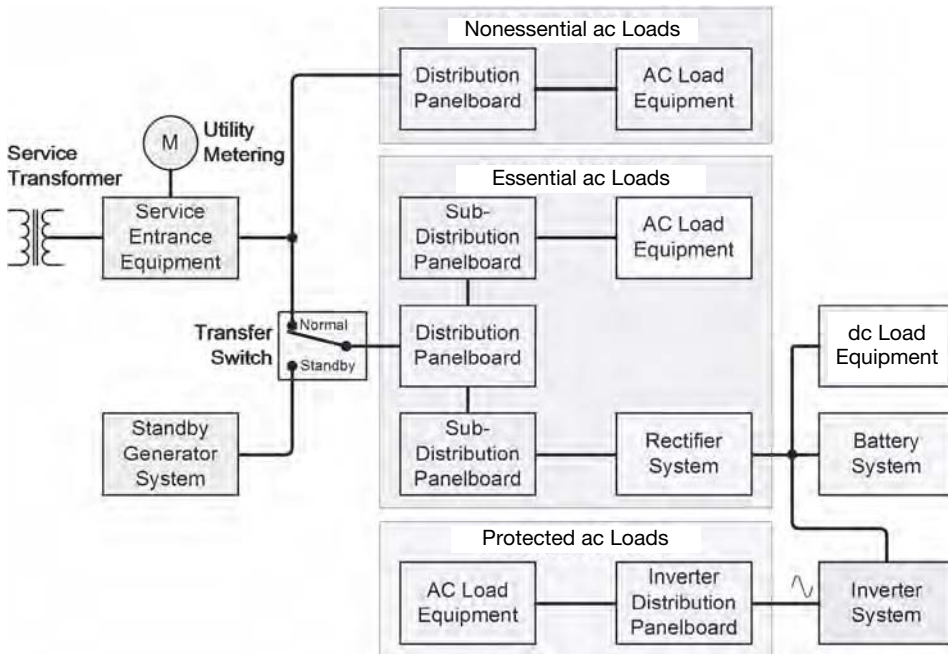 Nonessential ac Loads
Distribution
Panelboard
AC Load
Equipment
M
Utility
Metering
Service
Transformer
Service
Entrance
Equipment
Essential ac Loads
Sub-
Distribution
Panelboard
AC Load
Equipment
Transfer
Switch
Normal
Standby
Distribution
Panelboard
dc Load
Equipment
Standby
Generator
System
Sub-
Distribution
Panelboard
Rectifier
System
Battery
System
Protected ac Loads
AC Load
Equipment
Inverter
Distribution
Panelboard
Inverter
System